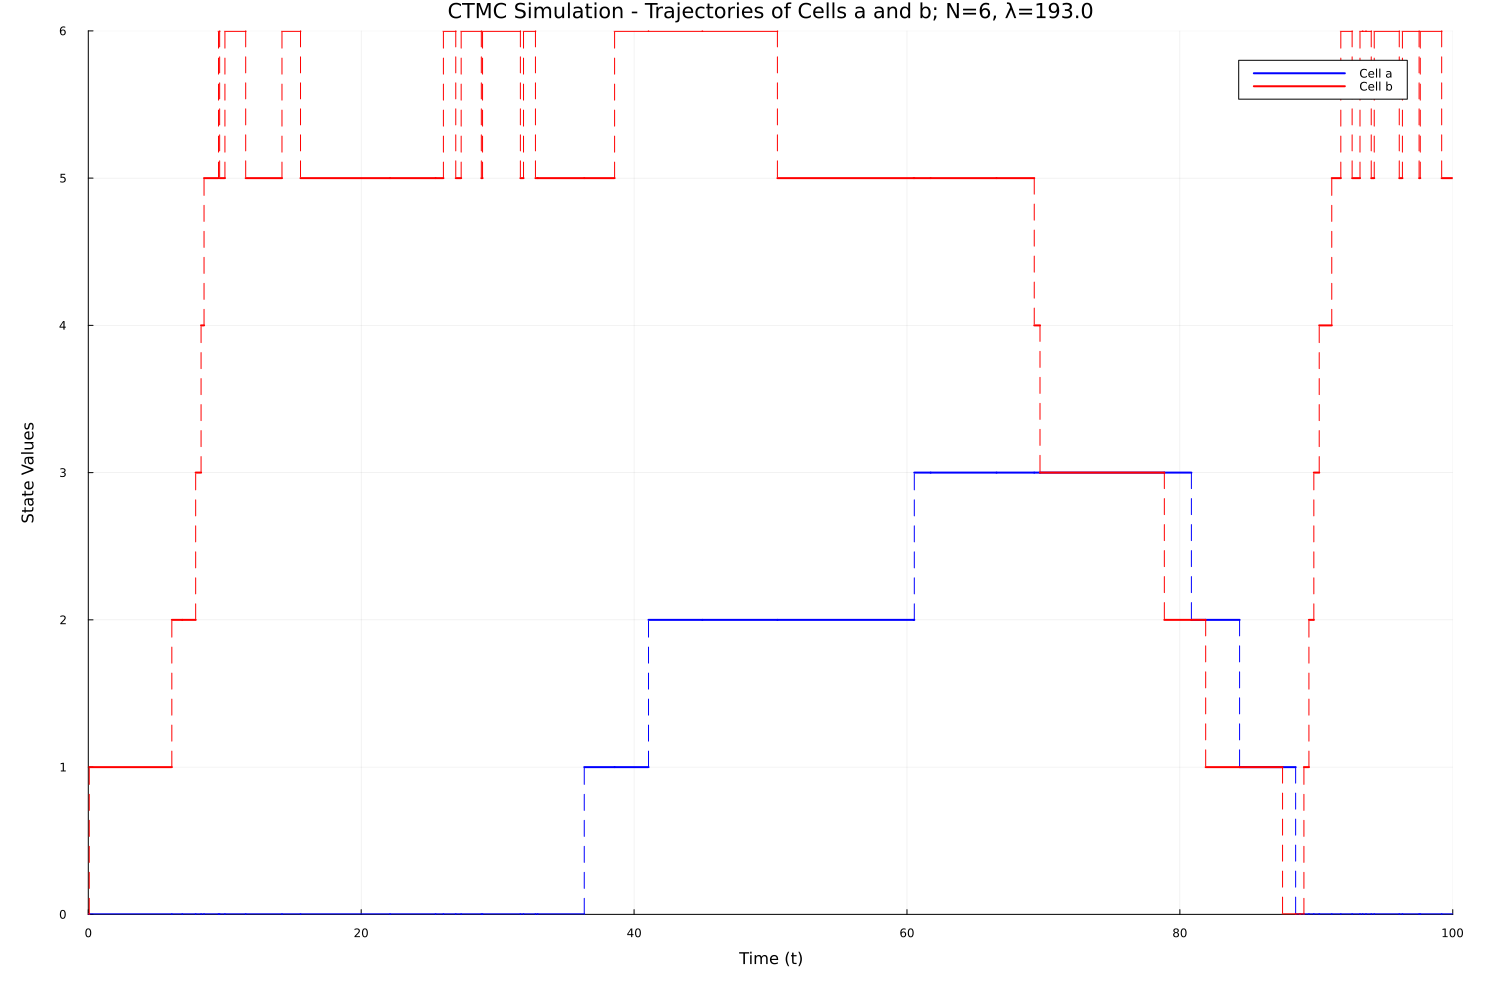 CTMC Simulation - Trajectories of Cells a and b; N=6, λ=193.0
6
Cell a
Cell b
5
4
State Values
3
2
1
0
0 20 40 60 80 100
Time (t)